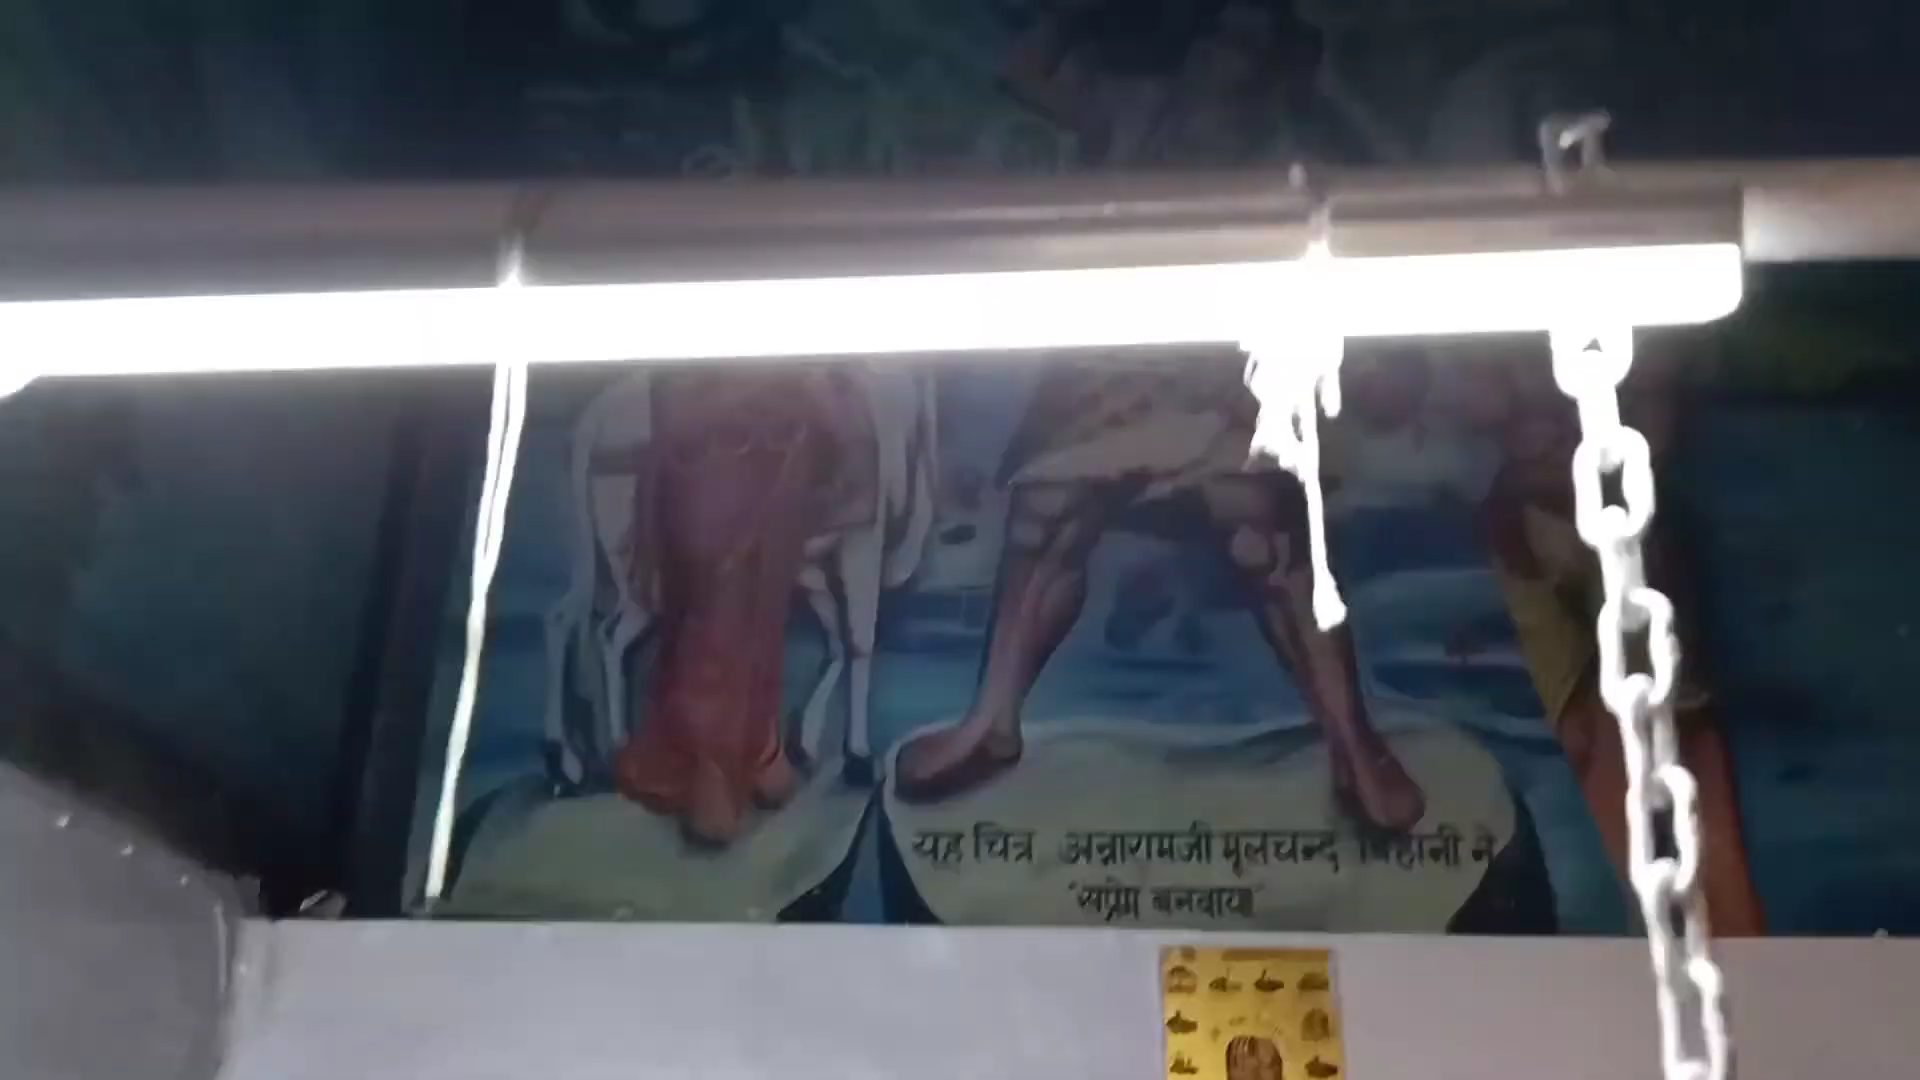 यह चित्र अन्नारामजी मूलचन्द बिहानी ने
सप्रेम बनवाया